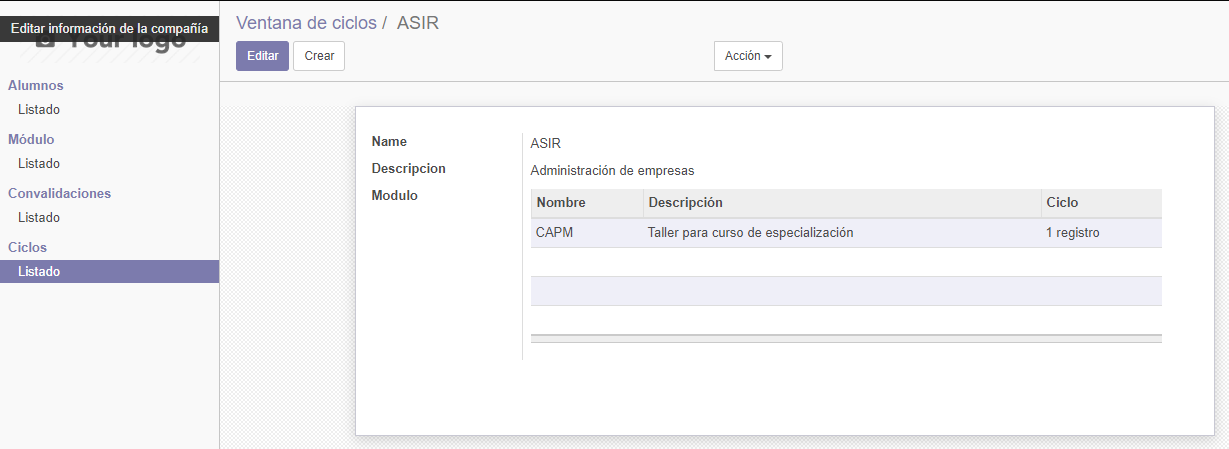 Editar información de la compañía
Your logo
Ventana de ciclos / ASIR
Editar
Crear
Acción
Alumnos
Listado
Módulo
Listado
Convalidaciones
Listado
Ciclos
Listado
Name
ASIR
Descripcion
Administración de empresas
Modulo
Nombre Descripción Ciclo
CAPM Taller para curso de especialización 1 registro